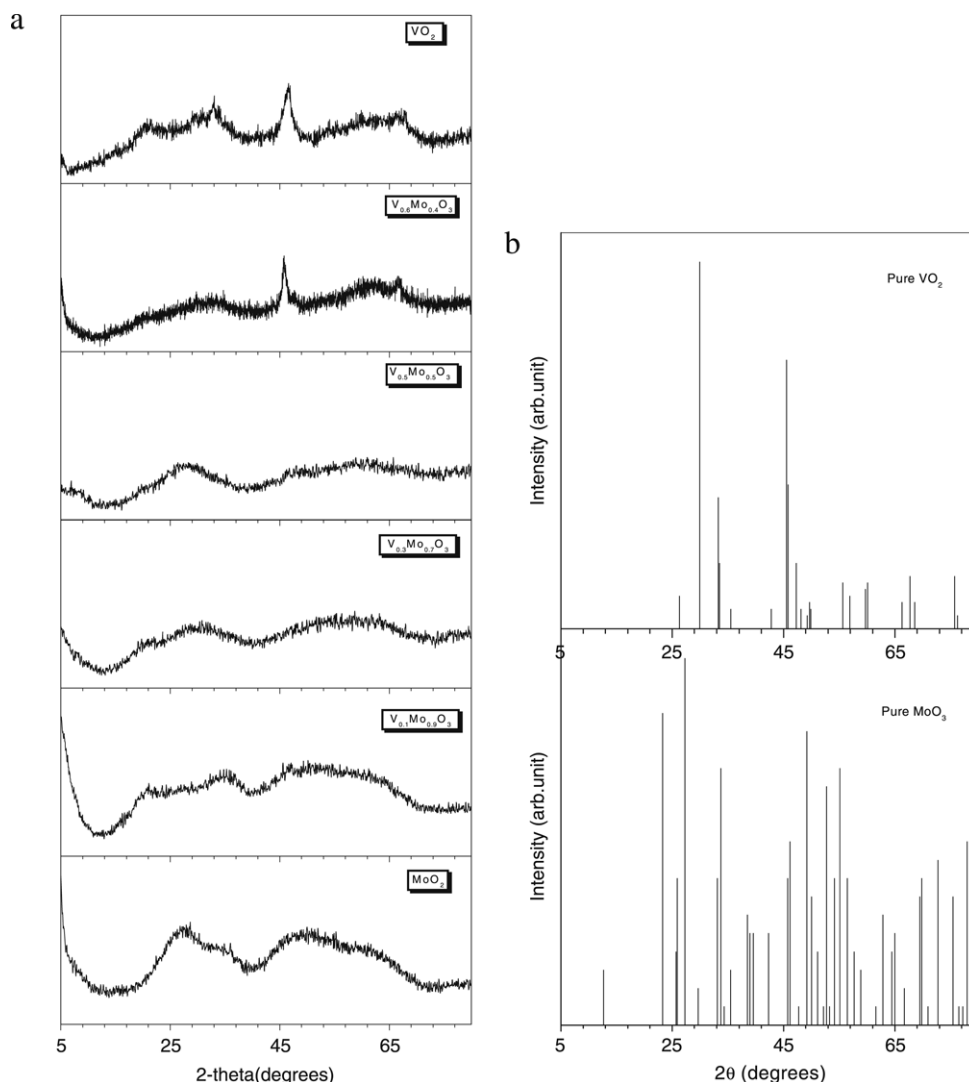 a
VO2
V0.6Mo0.4O3
V0.5Mo0.5O3
V0.3Mo0.7O3
V0.1Mo0.9O3
MoO2
5 25 45 65
2-theta(degrees)
b
Pure VO2
Intensity (arb.unit)
5 25 45 65
Pure MoO3
Intensity (arb.unit)
5 25 45 65
2θ (degrees)